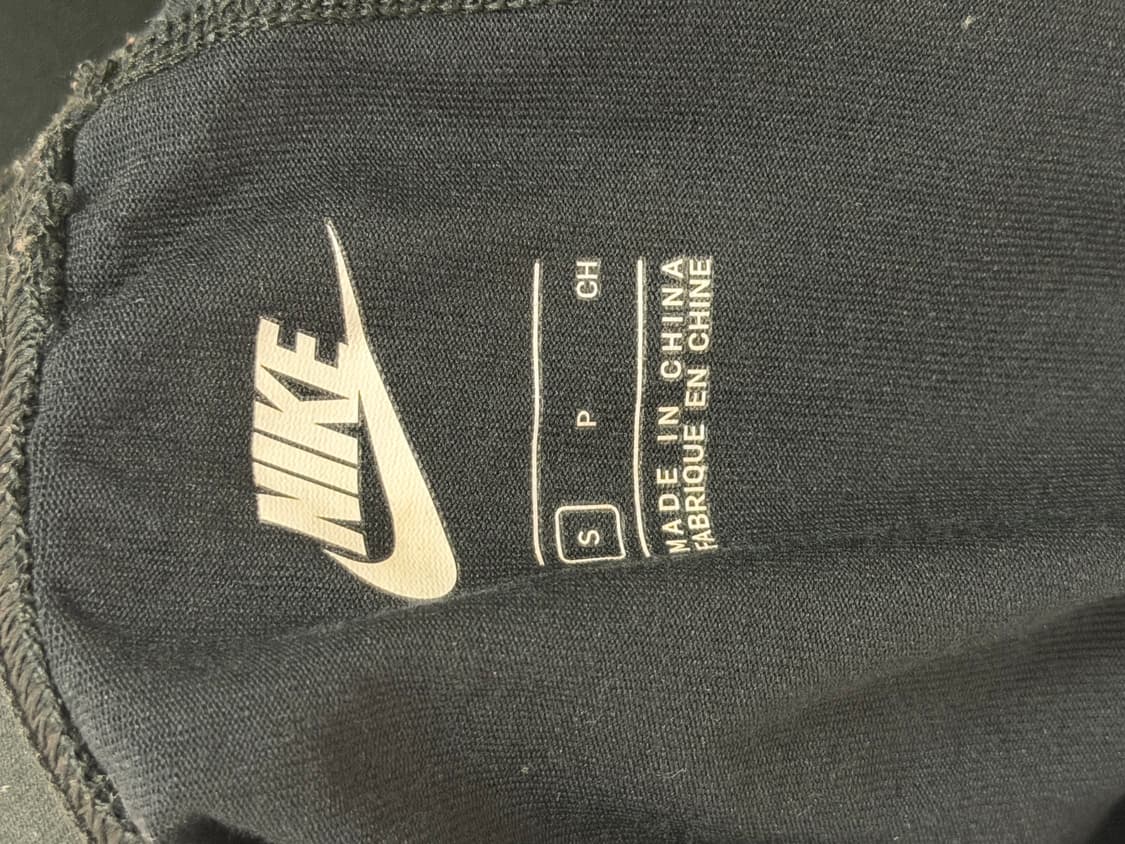 NIKE
S P CH
MADE IN CHINA
FABRIQUE EN CHINE